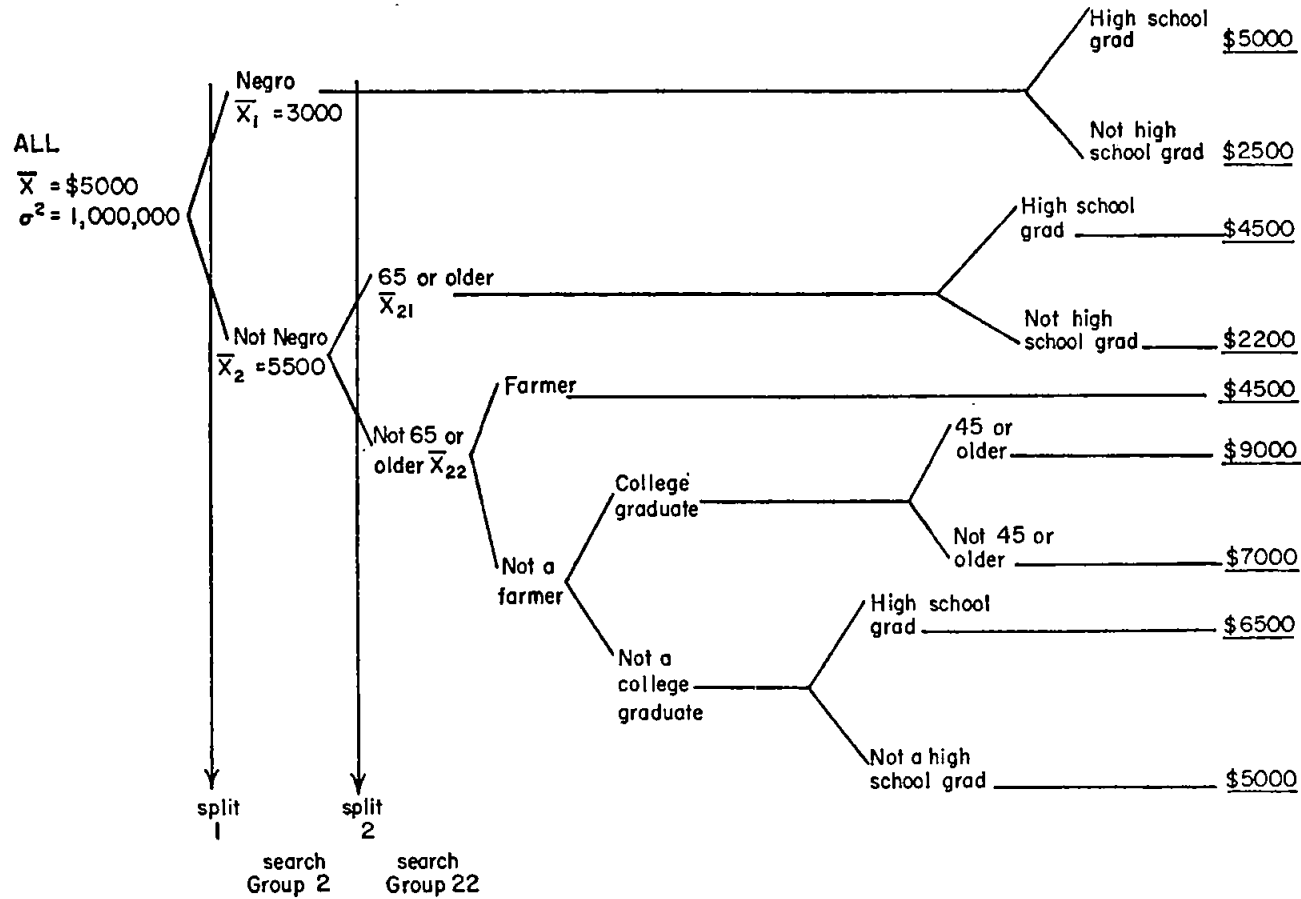 High school
grad $5000
Negro
X̄₁ = 3000
ALL
X̄ = $5000
σ² = 1,000,000
Not high
school grad $2500
High school
grad $4500
65 or older
X̄₂₁
Not high
school grad $2200
Not Negro
X̄₂ = 5500
Farmer $4500
Not 65 or
older X̄₂₂
45 or
older $9000
College
graduate
Not 45 or
older $7000
Not a
farmer
High school
grad $6500
Not a
college
graduate
Not a high
school grad $5000
split
1
split
2
search
Group 2
search
Group 22